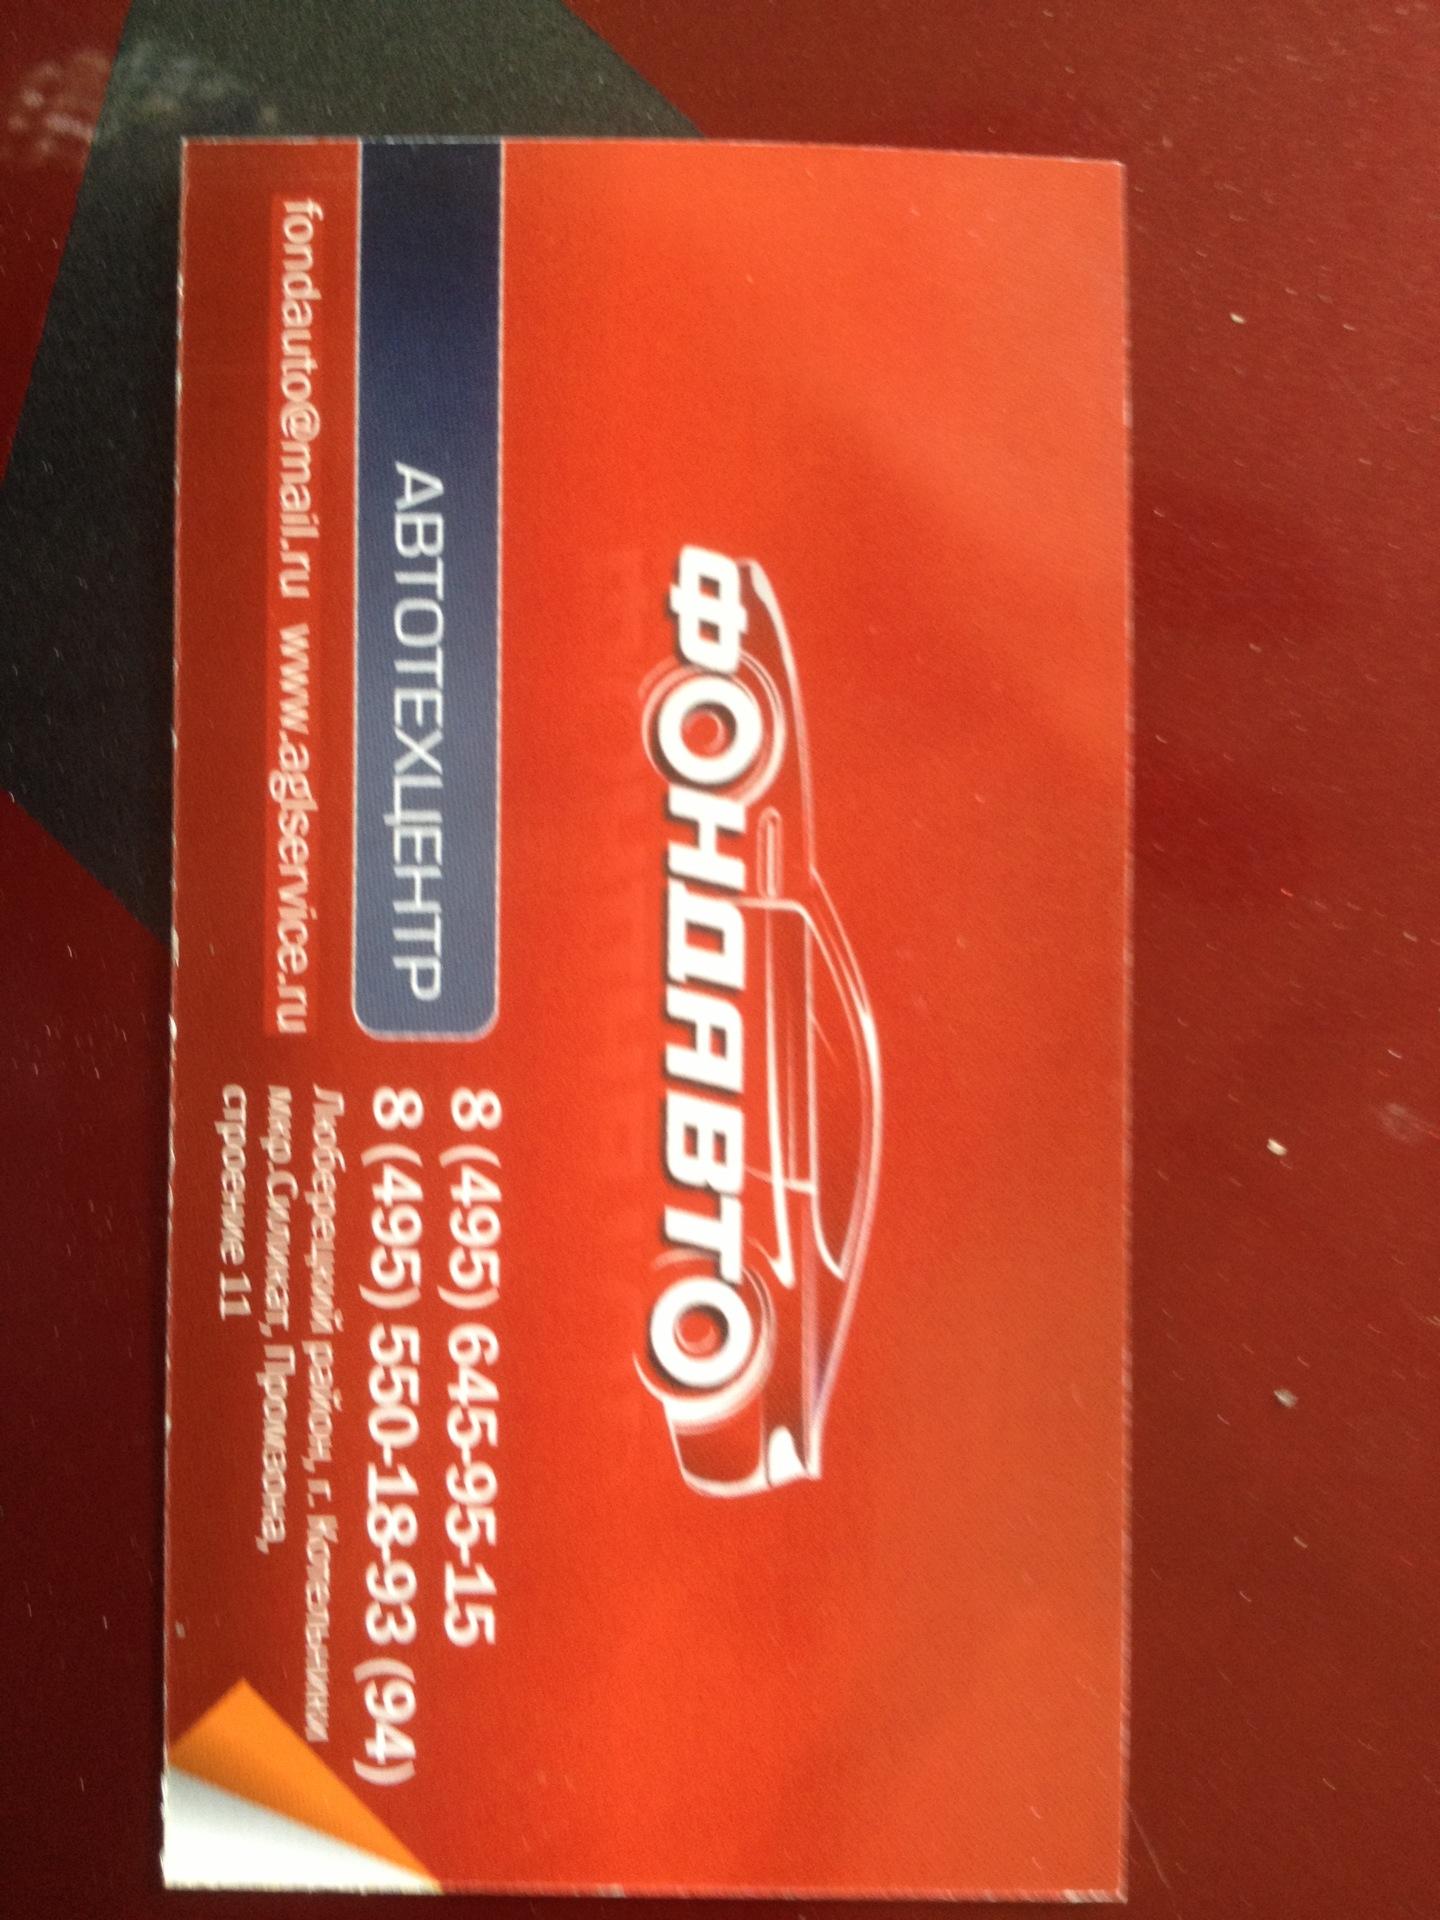 ФОНДАВТО
АВТОТЕХЦЕНТР
fondauto@mail.ru www.aglservice.ru
8 (495) 645-95-15
8 (495) 550-18-93 (94)
Люберецкий район, г. Котельники
мкр.Силикат, Промзона,
строение 11